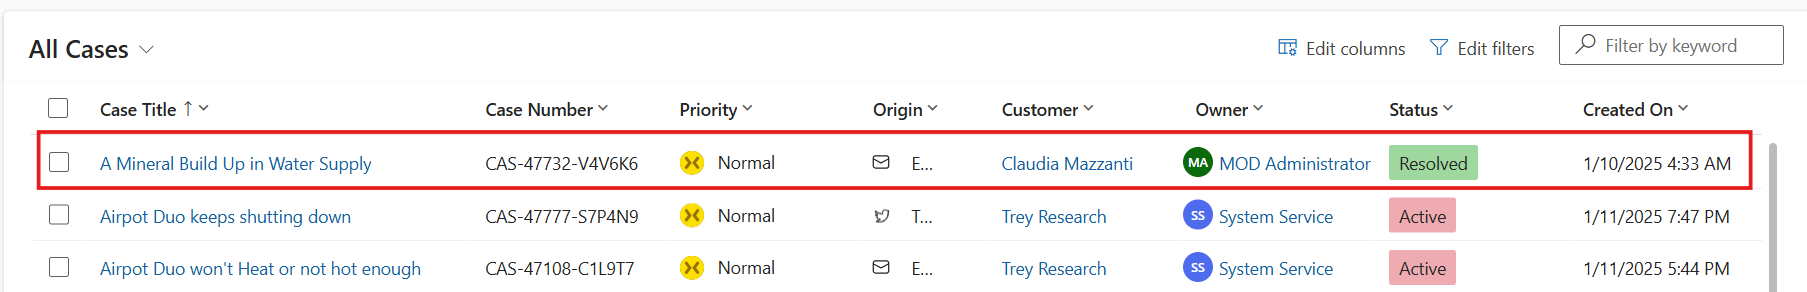 All Cases Edit columns Edit filters Filter by keyword
Case Title Case Number Priority Origin Customer Owner Status Created On
A Mineral Build Up in Water Supply CAS-47732-V4V6K6 Normal E... Claudia Mazzanti MA MOD Administrator Resolved 1/10/2025 4:33 AM
Airpot Duo keeps shutting down CAS-47777-S7P4N9 Normal T... Trey Research SS System Service Active 1/11/2025 7:47 PM
Airpot Duo won't Heat or not hot enough CAS-47108-C1L9T7 Normal E... Trey Research SS System Service Active 1/11/2025 5:44 PM